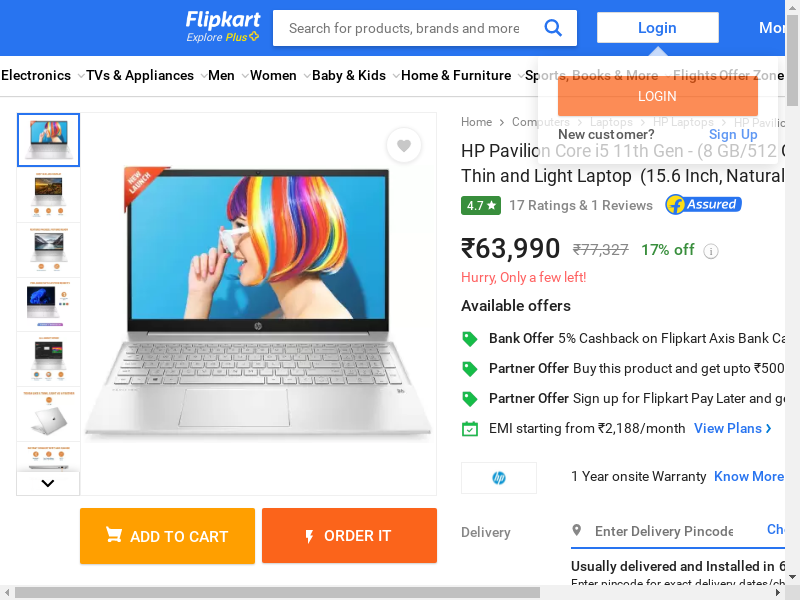 Flipkart
Explore Plus
Search for products, brands and more
Login
Mor
Electronics TVs & Appliances Men Women Baby & Kids Home & Furniture Sports, Books & More Flights Offer Zone
LOGIN
New customer? Sign Up
Home Computers Laptops HP Laptops HP Pavilio
HP Pavilion Core i5 11th Gen - (8 GB/512 G
Thin and Light Laptop (15.6 Inch, Natural
4.7 17 Ratings & 1 Reviews Assured
NEW LAUNCH
₹63,990 ₹77,327 17% off
Hurry, Only a few left!
Available offers
Bank Offer 5% Cashback on Flipkart Axis Bank Ca
Partner Offer Buy this product and get upto ₹500
Partner Offer Sign up for Flipkart Pay Later and ge
EMI starting from ₹2,188/month View Plans
hp
1 Year onsite Warranty Know More
ADD TO CART
ORDER IT
Delivery
Enter Delivery Pincode
Che
Usually delivered and Installed in 6
Enter pincode for exact delivery dates/ch